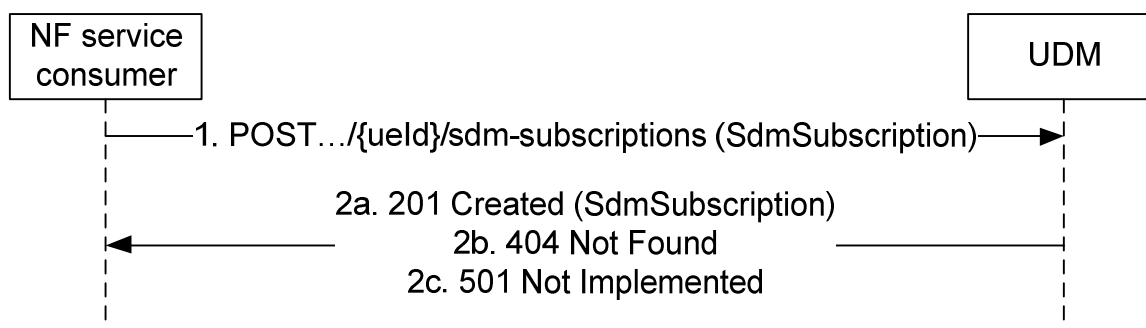 NF service
consumer
UDM
1. POST…/{ueId}/sdm-subscriptions (SdmSubscription)
2a. 201 Created (SdmSubscription)
2b. 404 Not Found
2c. 501 Not Implemented